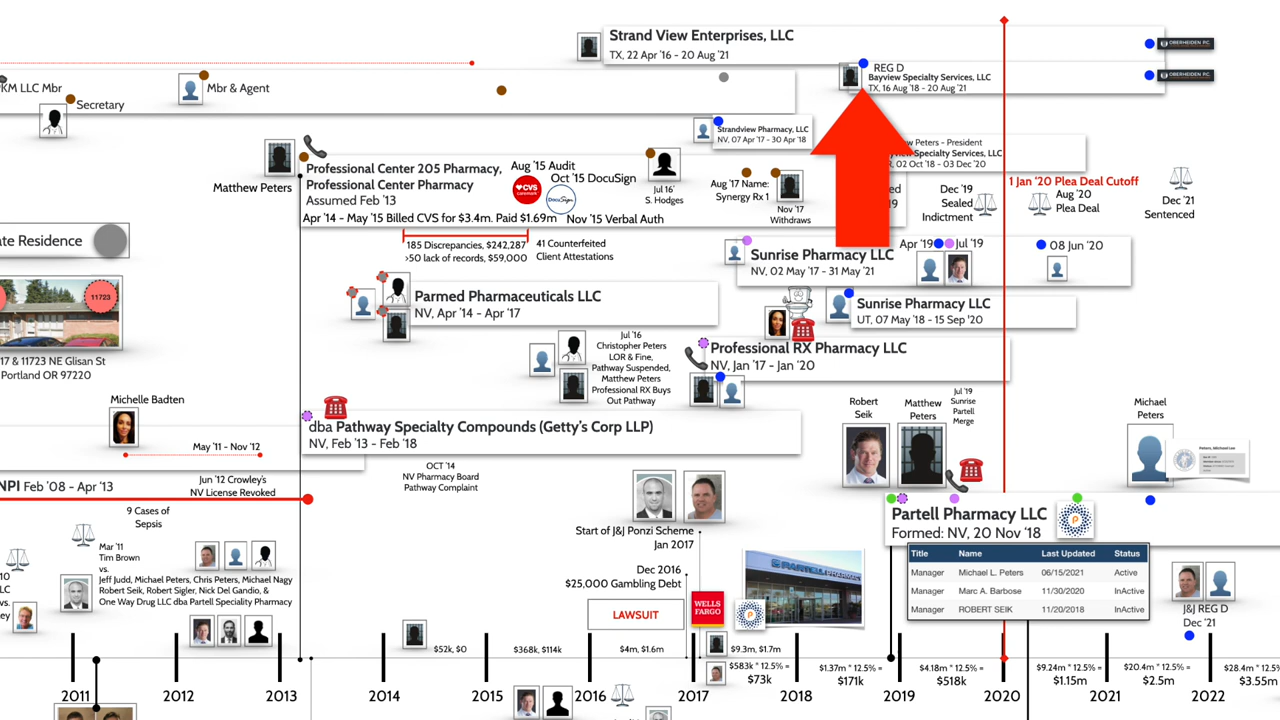 Strand View Enterprises, LLC
TX, 22 Apr '16 - 20 Aug '21
OBERHEIDEN P.C.
REG D
Bayview Specialty Services, LLC
TX, 16 Aug '18 - 20 Aug '21
OBERHEIDEN P.C.
KM LLC Mbr
Mbr & Agent
Secretary
Strandview Pharmacy, LLC
NV, 07 Apr '17 - 30 Apr '18
Peters - President
Specialty Services, LLC
02 Oct '18 - 03 Dec '20
Matthew Peters
Professional Center 205 Pharmacy,
Professional Center Pharmacy
Assumed Feb '13
Apr '14 - May '15 Billed CVS for $3.4m. Paid $1.69m
Aug '15 Audit
CVS
caremark
Oct '15 DocuSign
DocuSign
Nov '15 Verbal Auth
Jul 16'
S. Hodges
Aug '17 Name:
Synergy Rx 1
Nov '17
Withdraws
Dec '19
Sealed
Indictment
1 Jan '20 Plea Deal Cutoff
Aug '20
Plea Deal
Dec '21
Sentenced
185 Discrepancies, $242,287
>50 lack of records, $59,000
41 Counterfeited
Client Attestations
ate Residence
Sunrise Pharmacy LLC
NV, 02 May '17 - 31 May '21
Apr '19
Jul '19
08 Jun '20
11723
17 & 11723 NE Glisan St
Portland OR 97220
Parmed Pharmaceuticals LLC
NV, Apr '14 - Apr '17
Sunrise Pharmacy LLC
UT, 07 May '18 - 15 Sep '20
Jul '16
Christopher Peters
LOR & Fine,
Pathway Suspended,
Matthew Peters
Professional RX Buys
Out Pathway
Professional RX Pharmacy LLC
NV, Jan '17 - Jan '20
Michelle Badten
May '11 - Nov '12
dba Pathway Specialty Compounds (Getty's Corp LLP)
NV, Feb '13 - Feb '18
Robert
Seik
Matthew
Peters
Jul '19
Sunrise
Partell
Merge
Michael
Peters
Peters, Michael Lee
NPI Feb '08 - Apr '13
Jun '12 Crowley's
NV License Revoked
OCT '14
NV Pharmacy Board
Pathway Complaint
9 Cases of
Sepsis
Mar '11
Tim Brown
vs.
Jeff Judd, Michael Peters, Chris Peters, Michael Nagy
Robert Seik, Robert Sigler, Nick Del Gandio, &
One Way Drug LLC dba Partell Speciality Pharmacy
10
LC
vs.
ey
Start of J&J Ponzi Scheme
Jan 2017
Dec 2016
$25,000 Gambling Debt
LAWSUIT
WELLS
FARGO
PARTELL PHARMACY
Partell Pharmacy LLC
Formed: NV, 20 Nov '18
Title Name Last Updated Status
Manager Michael L. Peters 06/15/2021 Active
Manager Marc A. Barbose 11/30/2020 InActive
Manager ROBERT SEIK 11/20/2018 InActive
J&J REG D
Dec '21
$52k, $0
$368k, $114k
$4m, $1.6m
$9.3m, $1.7m
$583k * 12.5% =
$73k
$1.37m * 12.5% =
$171k
$4.18m * 12.5% =
$518k
$9.24m * 12.5% =
$1.15m
$20.4m * 12.5% =
$2.5m
$28.4m * 12.5%
$3.55m
2011 2012 2013 2014 2015 2016 2017 2018 2019 2020 2021 2022